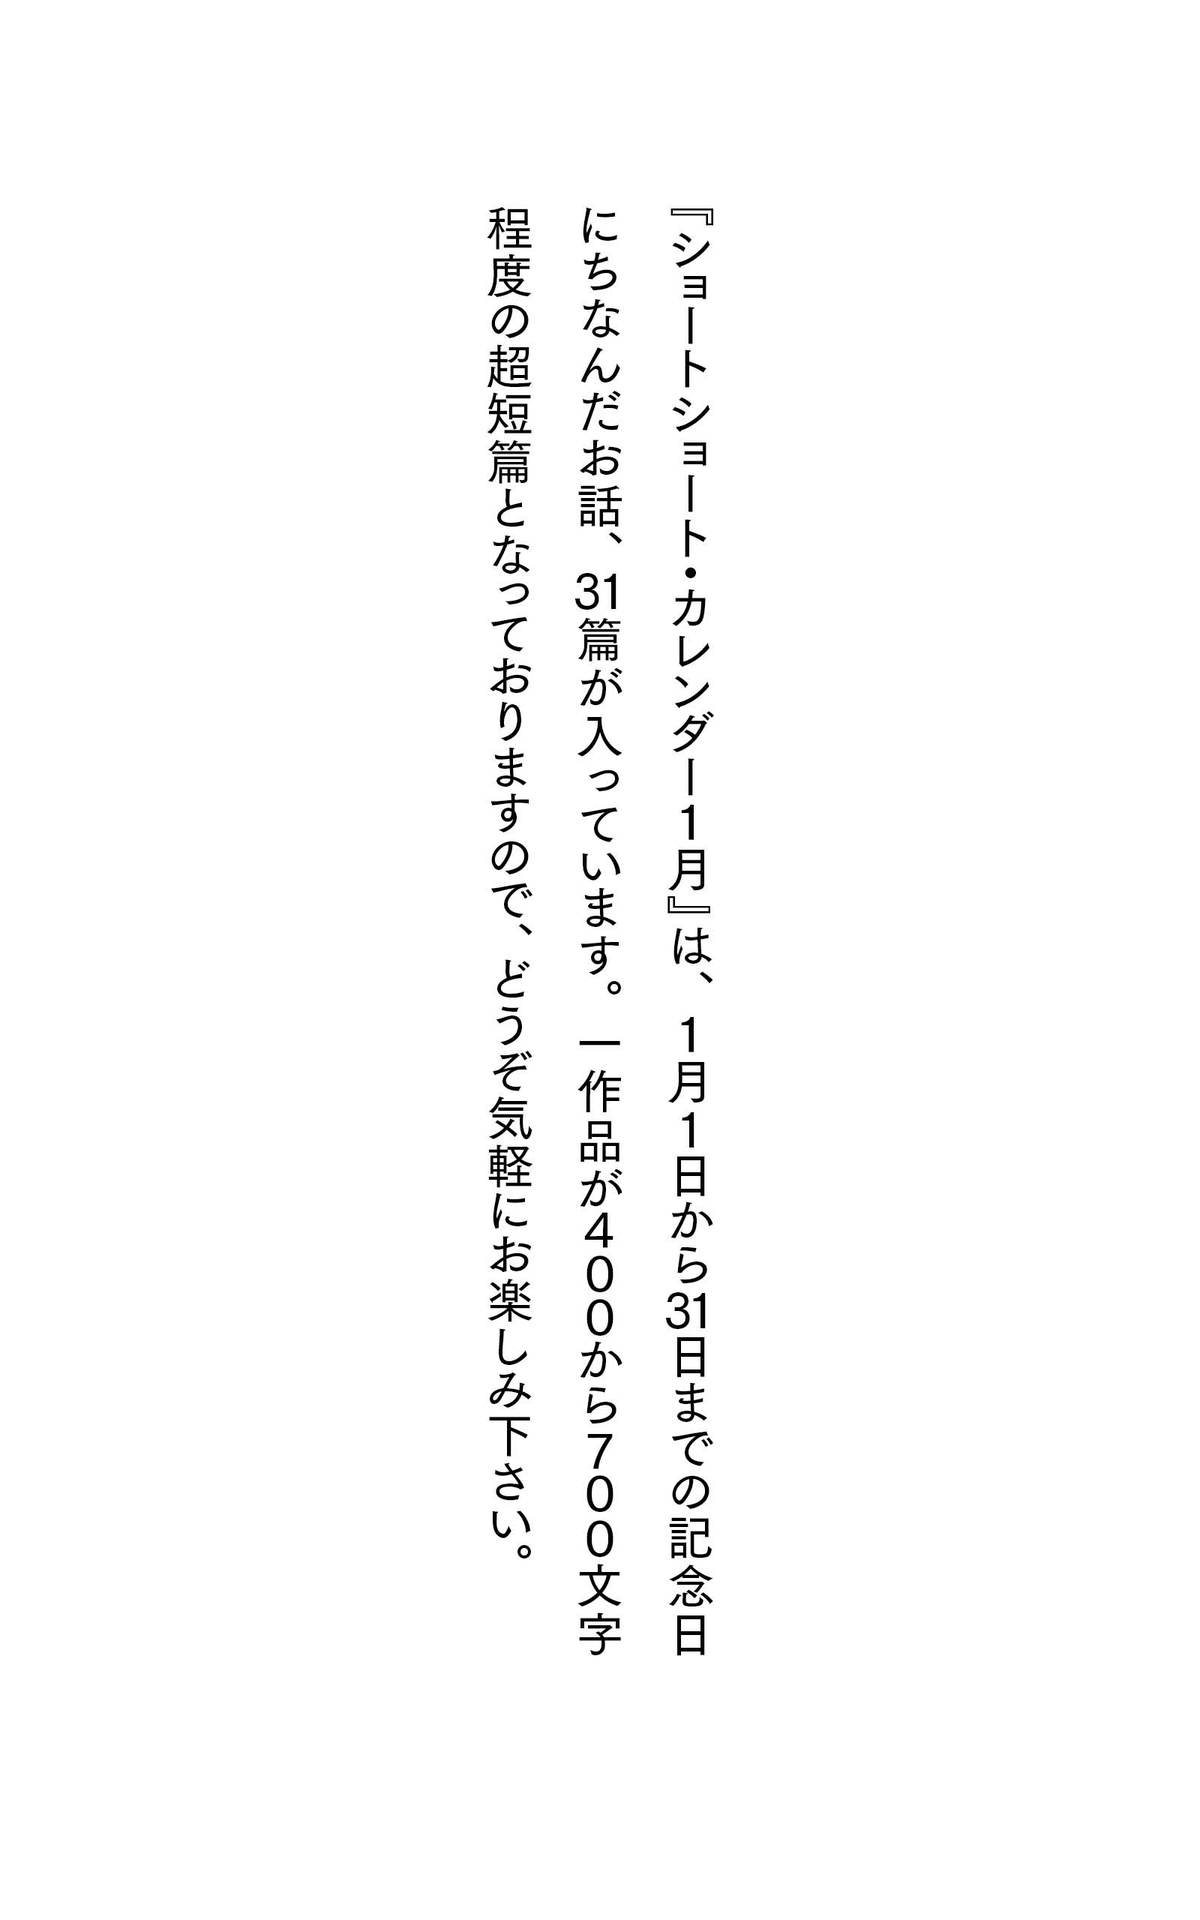 『ショートショート・カレンダー１月』は、１月１日から31日までの記念日
にちなんだお話、31篇が入っています。一作品が４００から７００文字
程度の超短篇となっておりますので、どうぞ気軽にお楽しみ下さい。